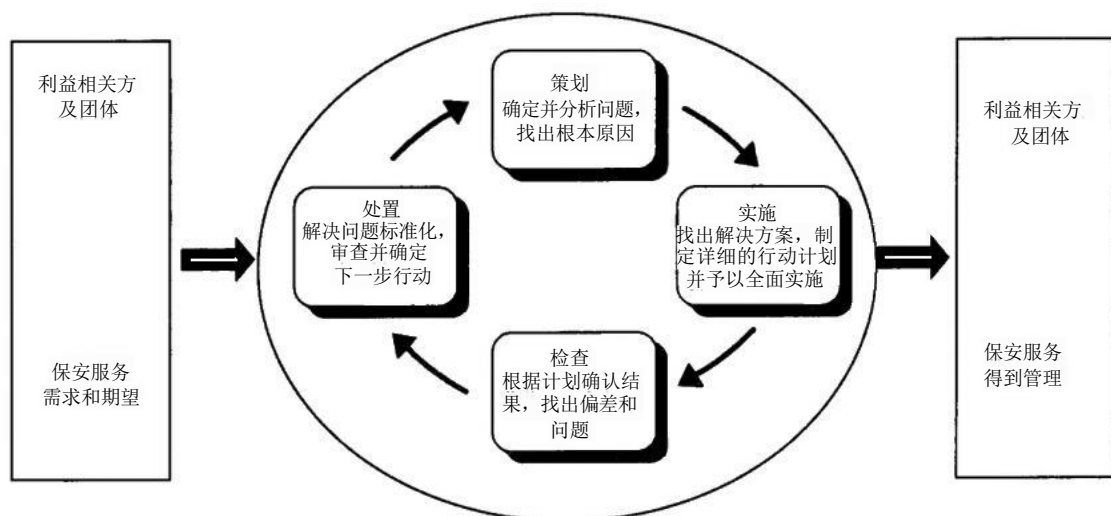 利益相关方
及团体
保安服务
需求和期望
策划
确定并分析问题，
找出根本原因
处置
解决问题标准化，
审查并确定
下一步行动
实施
找出解决方案，制
定详细的行动计划
并予以全面实施
检查
根据计划确认结
果，找出偏差和
问题
利益相关方
及团体
保安服务
得到管理